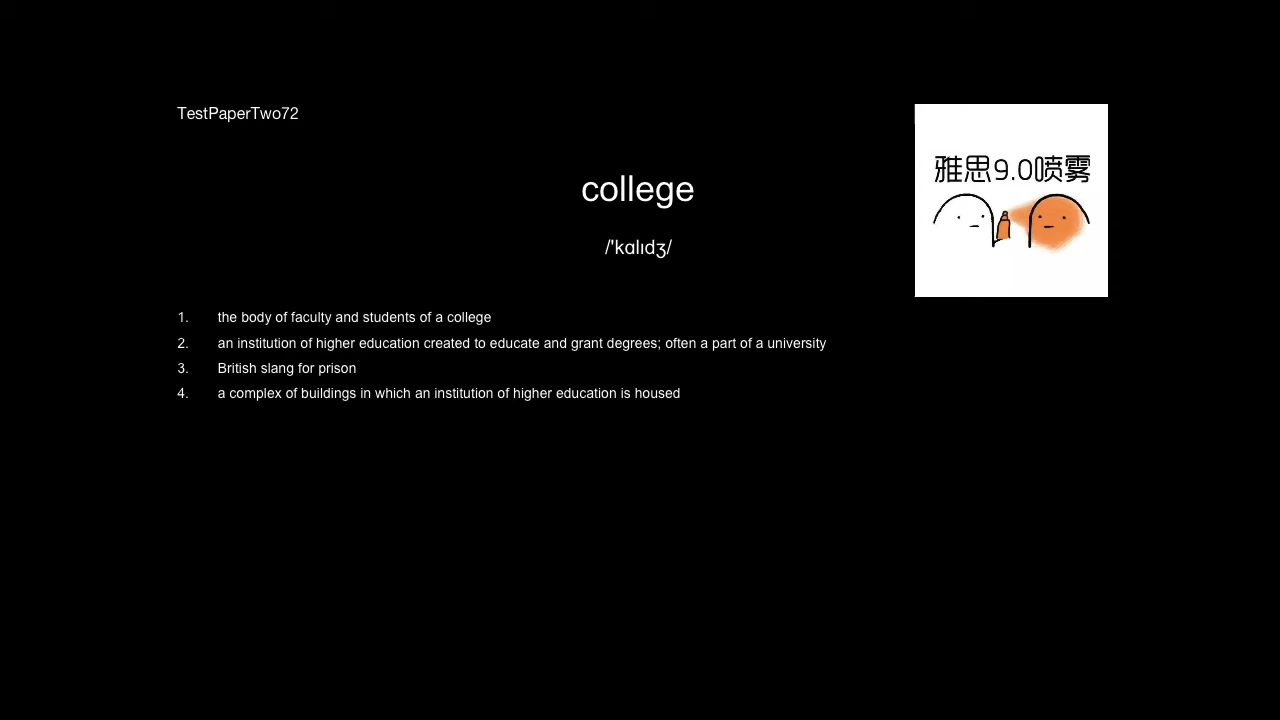 TestPaperTwo72
雅思9.0喷雾
college
/'kɑlɪdʒ/
1. the body of faculty and students of a college
2. an institution of higher education created to educate and grant degrees; often a part of a university
3. British slang for prison
4. a complex of buildings in which an institution of higher education is housed